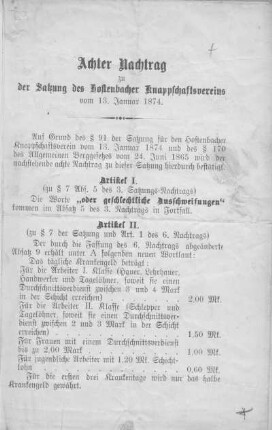 Achter Nachtrag
zu
der Satzung des Hostenbacher Knappschaftsvereins
vom 13. Januar 1874.
Auf Grund des § 91 der Satzung für den Hostenbacher
Knappschaftsverein vom 13. Januar 1874 und des § 170
des Allgemeinen Berggesetzes vom 24. Juni 1865 wird der
nachstehende achte Nachtrag zu dieser Satzung hierdurch bestätigt
Artikel I.
(zu § 7 Abs. 5 des 3. Satzungs-Nachtrags)
Die Worte „oder geschlechtliche Ausschweifungen"
kommen im Absatz 5 des 3. Nachtrags in Fortfall.
Artikel II.
(zu § 7 der Satzung und Art. 1 des 6. Nachtrags)
Der durch die Fassung des 6. Nachtrags abgeänderte
Absatz 9 erhält unter A folgenden neuen Wortlaut:
Das tägliche Krankengeld beträgt:
Für die Arbeiter I. Klasse (Hauer, Lehrhauer,
Handwerker und Tagelöhner, soweit sie einen
Durchschnittsverdienst zwischen 3 und 4 Mark
in der Schicht erreichen) . 2,00 Mk.
Für die Arbeiter II. Klasse (Schlepper und
Tagelöhner, soweit sie einen Durchschnittsver-
dienst zwischen 2 und 3 Mark in der Schicht
erreichen) . . . 1,50 Mk.
Für Frauen mit einem Durchschnittsverdienst
bis zu 2,00 Mark . . 1,00 Mk.
Für jugendliche Arbeiter mit 1,20 Mk. Schicht-
lohn . . . 0,60 Mk.
Für die ersten drei Krankentage wird nur das halbe
Krankengeld gewährt.